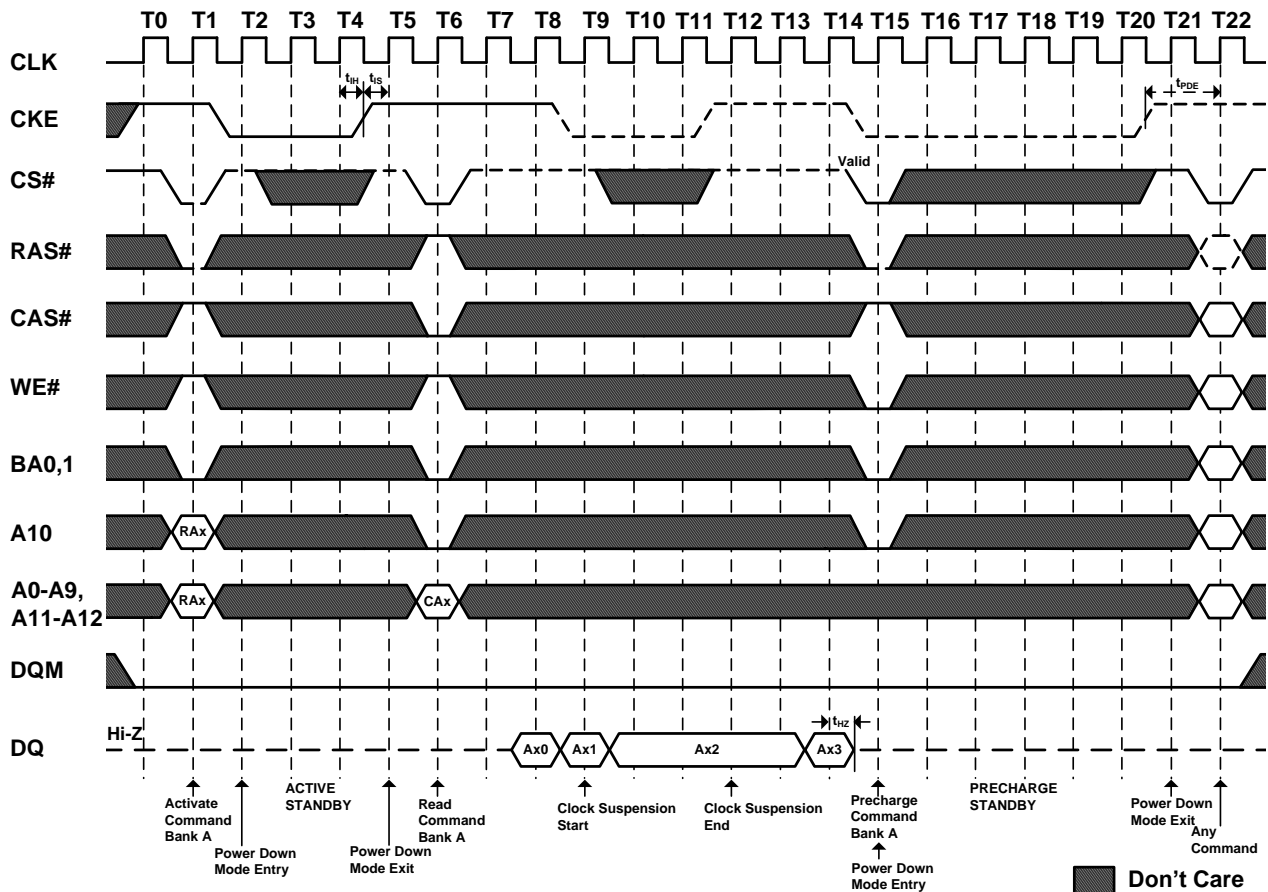 T0 T1 T2 T3 T4 T5 T6 T7 T8 T9 T10 T11 T12 T13 T14 T15 T16 T17 T18 T19 T20 T21 T22
CLK
tIH tIS
tPDE
CKE
Valid
CS#
RAS#
CAS#
WE#
BA0,1
A10
RAx
A0-A9,
A11-A12
RAx
CAx
DQM
Hi-Z
tHZ
DQ
Ax0
Ax1
Ax2
Ax3
Activate
Command
Bank A
Power Down
Mode Entry
ACTIVE
STANDBY
Power Down
Mode Exit
Read
Command
Bank A
Clock Suspension
Start
Clock Suspension
End
Precharge
Command
Bank A
Power Down
Mode Entry
PRECHARGE
STANDBY
Power Down
Mode Exit
Any
Command
Don't Care